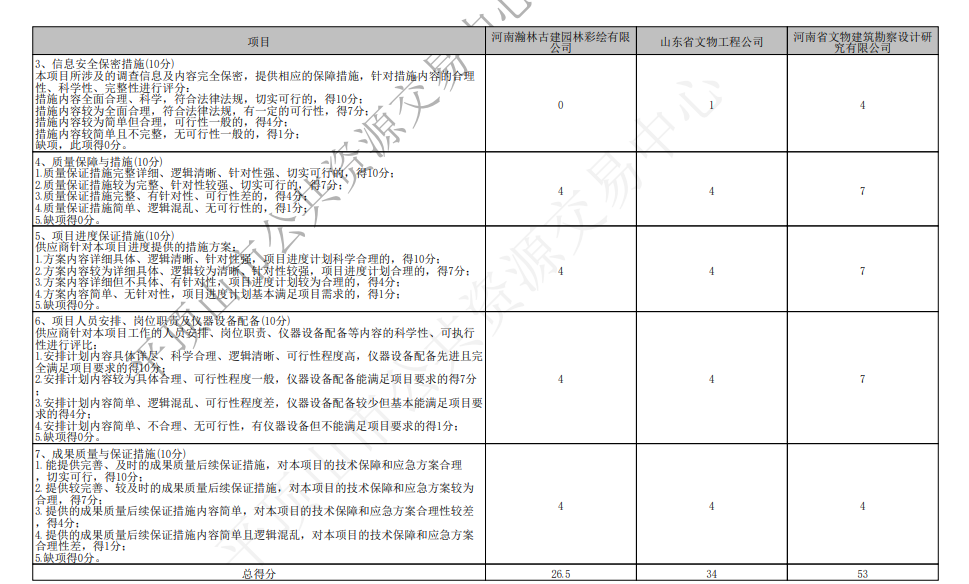 项目
河南瀚林古建园林彩绘有限
公司
山东省文物工程公司
河南省文物建筑勘察设计研
究有限公司
3、信息安全保密措施(10分)
本项目所涉及的调查信息及内容完全保密，提供相应的保障措施，针对措施内容的合理
性、科学性、完整性进行评分；
措施内容全面合理、科学，符合法律法规，切实可行的，得10分；
措施内容较为全面合理，符合法律法规，有一定的可行性，得7分；
措施内容较为简单但合理，可行性一般的，得4分；
措施内容较简单且不完整，无可行性一般的，得1分；
缺项，此项得0分。
0
1
4
4、质量保障与措施(10分)
1.质量保证措施完整详细、逻辑清晰、针对性强、切实可行的，得10分；
2.质量保证措施较为完整、针对性较强、切实可行的，得7分；
3.质量保证措施完整、有针对性、可行性差的，得4分；
4.质量保证措施简单、逻辑混乱、无可行性的，得1分；
5.缺项得0分。
4
4
7
5、项目进度保证措施(10分)
供应商针对本项目进度提供的措施方案；
1.方案内容详细具体、逻辑清晰、针对性强，项目进度计划科学合理的，得10分；
2.方案内容较为详细具体、逻辑较为清晰、针对性较强，项目进度计划合理的，得7分；
3.方案内容详细但不具体、有针对性、项目进度计划较为合理的，得4分；
4.方案内容简单、无针对性，项目进度计划基本满足项目需求的，得1分；
5.缺项得0分。
4
4
7
6、项目人员安排、岗位职责及仪器设备配备(10分)
供应商针对本项目工作的人员安排、岗位职责、仪器设备配备等内容的科学性、可执行
性进行评比；
1.安排计划内容具体详尽、科学合理、逻辑清晰、可行性程度高，仪器设备配备先进且完
全满足项目要求的得10分；
2.安排计划内容较为具体合理、可行性程度一般，仪器设备配备能满足项目要求的得7分
；
3.安排计划内容简单、逻辑混乱、可行性程度差，仪器设备配备较少但基本能满足项目要
求的得4分；
4.安排计划内容简单、不合理、无可行性，有仪器设备但不能满足项目要求的得1分；
5.缺项得0分。
4
4
7
7、成果质量与保证措施(10分)
1.能提供完善、及时的成果质量后续保证措施，对本项目的技术保障和应急方案合理
，切实可行，得10分；
2.提供较完善、较及时的成果质量后续保证措施，对本项目的技术保障和应急方案较为
合理，得7分；
3.提供的成果质量后续保证措施内容简单，对本项目的技术保障和应急方案合理性较差
，得4分；
4.提供的成果质量后续保证措施内容简单且逻辑混乱，对本项目的技术保障和应急方案
合理性差，得1分；
5.缺项得0分。
4
4
4
总得分
26.5
34
53
平顶山市公共资源交易中心
平顶山市公共资源交易中心